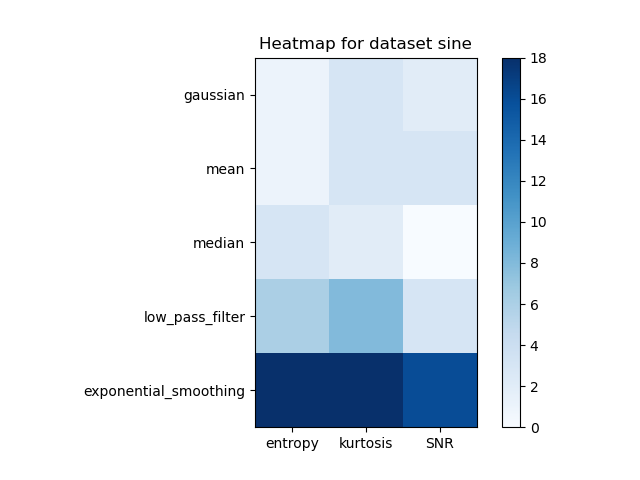 Heatmap for dataset sine
gaussian
mean
median
low_pass_filter
exponential_smoothing
entropy kurtosis SNR
18
16
14
12
10
8
6
4
2
0